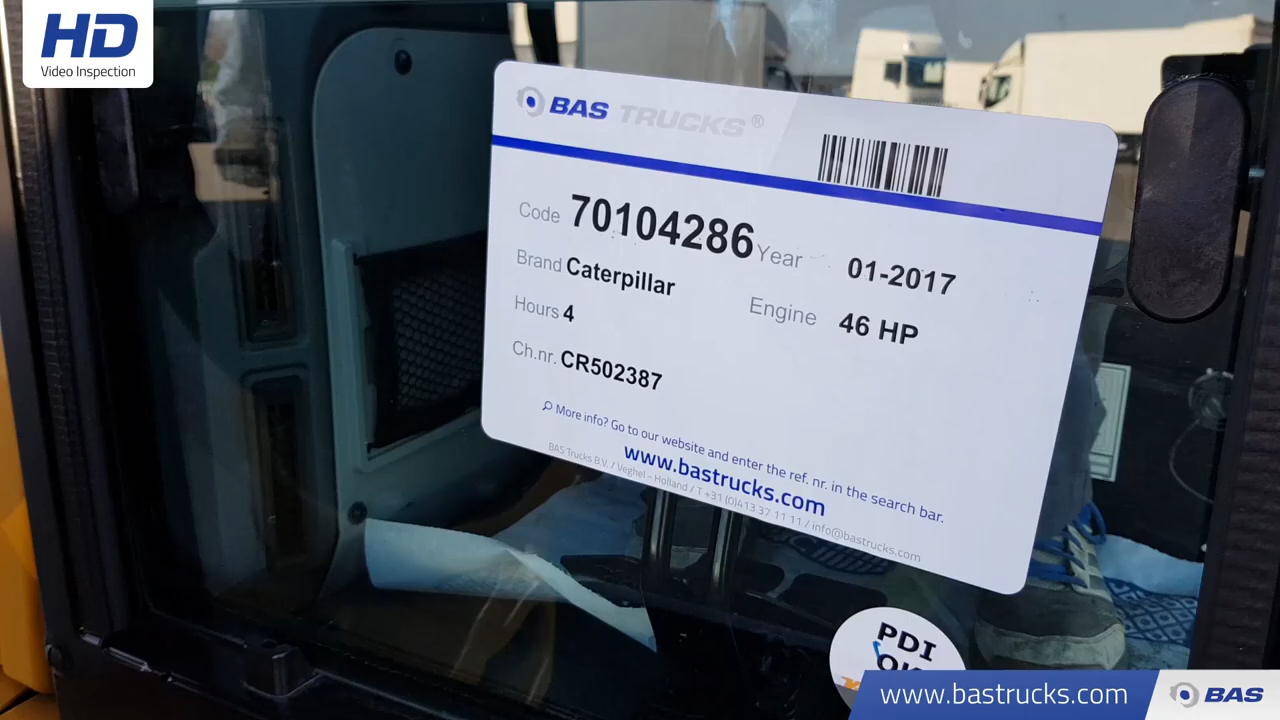 HD
Video Inspection
BAS TRUCKS®
Code 70104286 Year 01-2017
Brand Caterpillar Engine 46 HP
Hours 4
Ch.nr. CR502387
More info? Go to our website and enter the ref. nr. in the search bar.
www.bastrucks.com
BAS Trucks B.V. / Veghel - Holland / T +31 (0)413 37 11 11 / info@bastrucks.com
PDI
OK
www.bastrucks.com
BAS